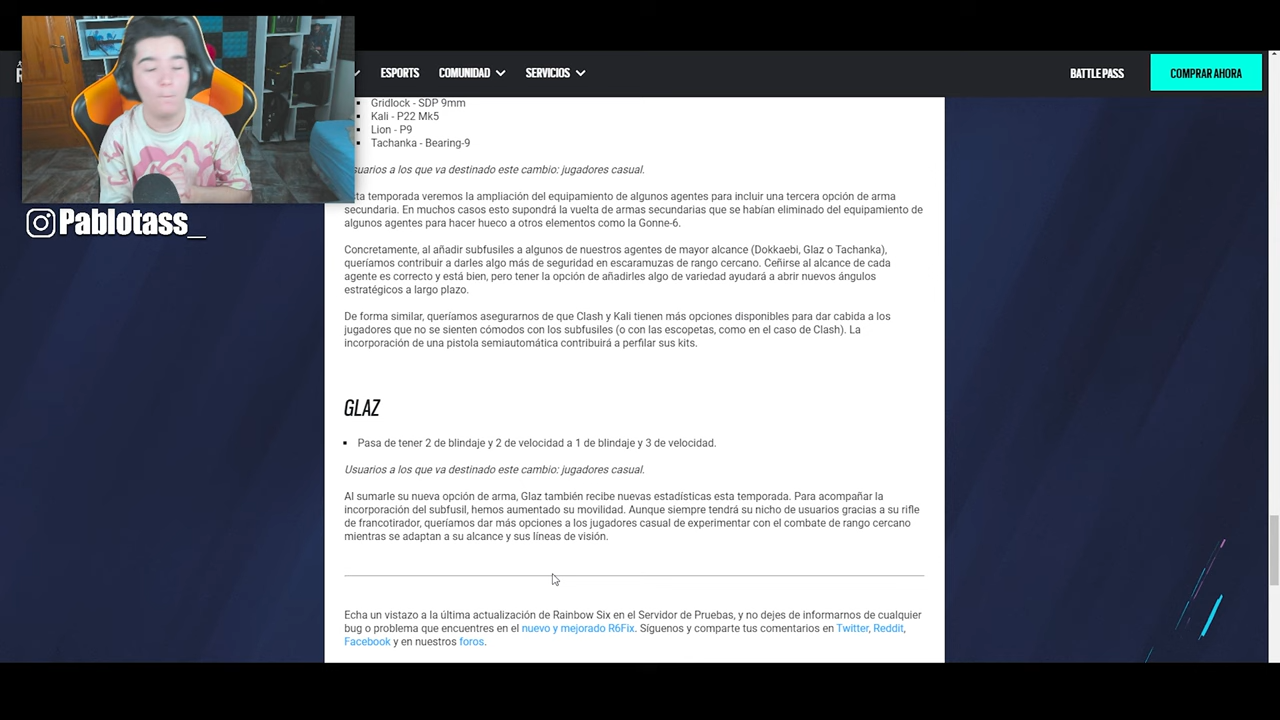 ESPORTS
COMUNIDAD
SERVICIOS
BATTLE PASS
COMPRAR AHORA
Pablotass_
Gridlock - SDP 9mm
Kali - P22 Mk5
Lion - P9
Tachanka - Bearing-9
suarios a los que va destinado este cambio: jugadores casual.
sta temporada veremos la ampliación del equipamiento de algunos agentes para incluir una tercera opción de arma
secundaria. En muchos casos esto supondrá la vuelta de armas secundarias que se habían eliminado del equipamiento de
algunos agentes para hacer hueco a otros elementos como la Gonne-6.
Concretamente, al añadir subfusiles a algunos de nuestros agentes de mayor alcance (Dokkaebi, Glaz o Tachanka),
queríamos contribuir a darles algo más de seguridad en escaramuzas de rango cercano. Ceñirse al alcance de cada
agente es correcto y está bien, pero tener la opción de añadirles algo de variedad ayudará a abrir nuevos ángulos
estratégicos a largo plazo.
De forma similar, queríamos asegurarnos de que Clash y Kali tienen más opciones disponibles para dar cabida a los
jugadores que no se sienten cómodos con los subfusiles (o con las escopetas, como en el caso de Clash). La
incorporación de una pistola semiautomática contribuirá a perfilar sus kits.
GLAZ
Pasa de tener 2 de blindaje y 2 de velocidad a 1 de blindaje y 3 de velocidad.
Usuarios a los que va destinado este cambio: jugadores casual.
Al sumarle su nueva opción de arma, Glaz también recibe nuevas estadísticas esta temporada. Para acompañar la
incorporación del subfusil, hemos aumentado su movilidad. Aunque siempre tendrá su nicho de usuarios gracias a su rifle
de francotirador, queríamos dar más opciones a los jugadores casual de experimentar con el combate de rango cercano
mientras se adaptan a su alcance y sus líneas de visión.
Echa un vistazo a la última actualización de Rainbow Six en el Servidor de Pruebas, y no dejes de informarnos de cualquier
bug o problema que encuentres en el nuevo y mejorado R6Fix. Síguenos y comparte tus comentarios en Twitter, Reddit,
Facebook y en nuestros foros.